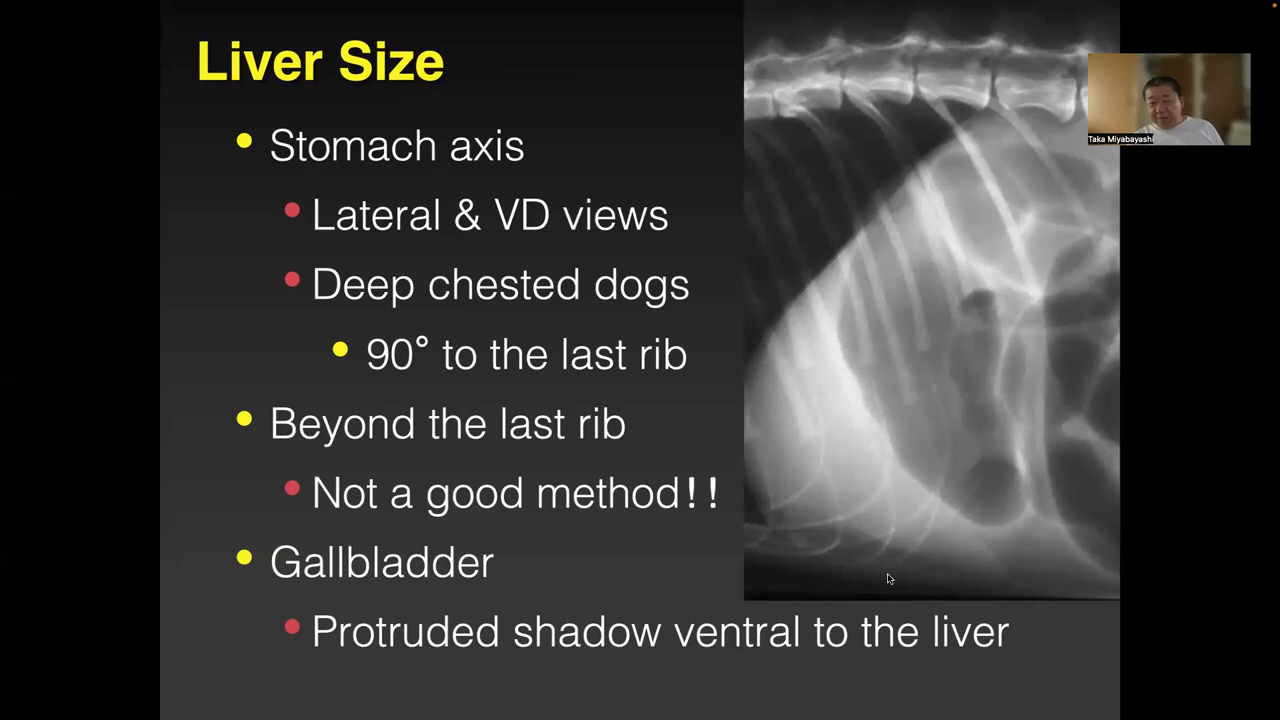 Liver Size
Stomach axis
Lateral & VD views
Deep chested dogs
90° to the last rib
Beyond the last rib
Not a good method!!
Gallbladder
Protruded shadow ventral to the liver
Taka Miyabayashi